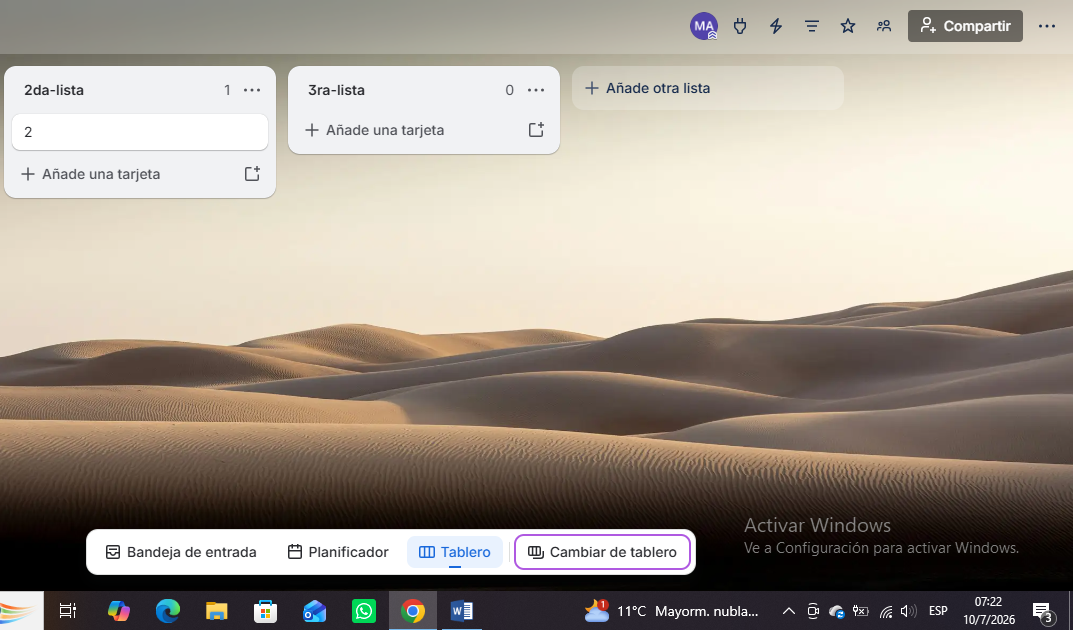 MA
Compartir
2da-lista
1
2
Añade una tarjeta
3ra-lista
0
Añade una tarjeta
Añade otra lista
Activar Windows
Ve a Configuración para activar Windows.
Bandeja de entrada
Planificador
Tablero
Cambiar de tablero
1
11°C Mayorm. nubla...
ESP
07:22
10/7/2026
3